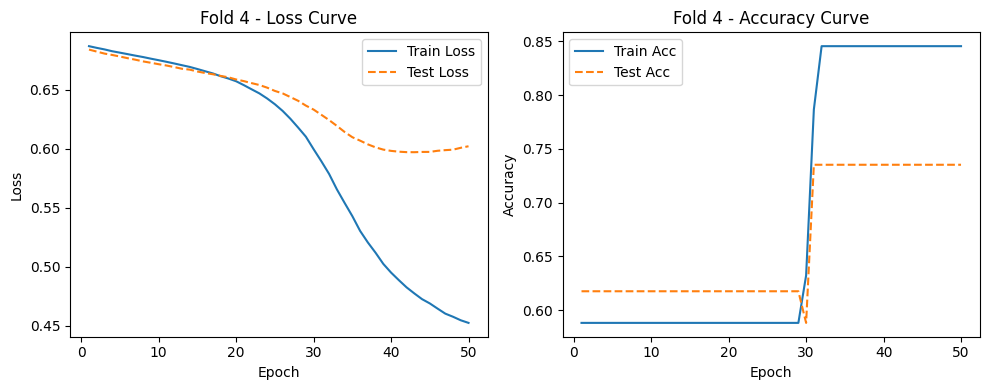 Fold 4 - Loss Curve
Loss
0.65
0.60
0.55
0.50
0.45
Train Loss
Test Loss
0 10 20 30 40 50
Epoch
Fold 4 - Accuracy Curve
Accuracy
0.85
0.80
0.75
0.70
0.65
0.60
Train Acc
Test Acc
0 10 20 30 40 50
Epoch